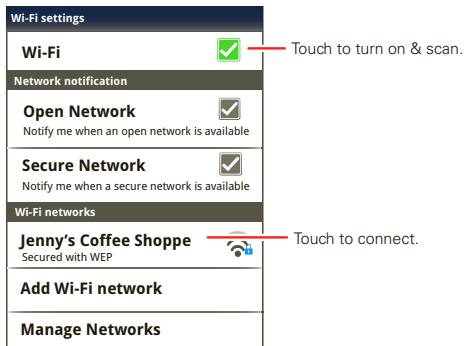 Wi-Fi settings
Wi-Fi
Touch to turn on & scan.
Network notification
Open Network
Notify me when an open network is available
Secure Network
Notify me when a secure network is available
Wi-Fi networks
Jenny's Coffee Shoppe
Secured with WEP
Touch to connect.
Add Wi-Fi network
Manage Networks